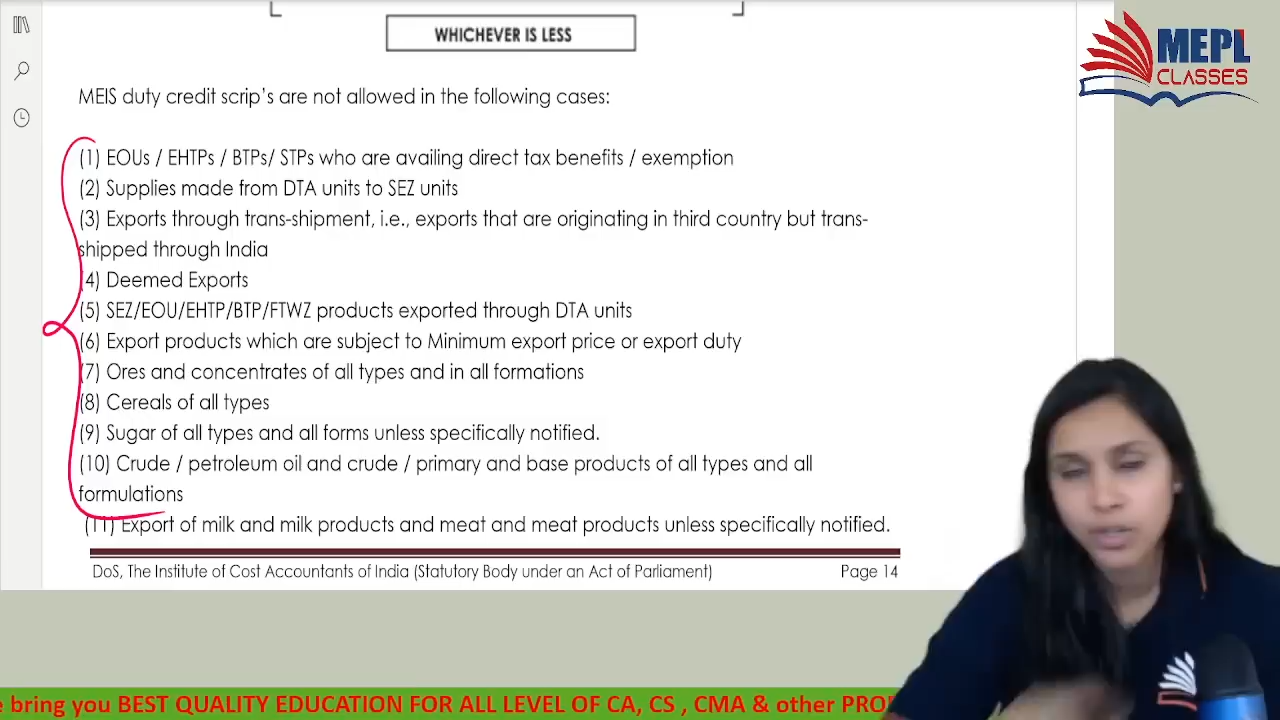 WHICHEVER IS LESS
MEPL
CLASSES
MEIS duty credit scrip's are not allowed in the following cases:
(1) EOUs / EHTPs / BTPs/ STPs who are availing direct tax benefits / exemption
(2) Supplies made from DTA units to SEZ units
(3) Exports through trans-shipment, i.e., exports that are originating in third country but trans-
shipped through India
(4) Deemed Exports
(5) SEZ/EOU/EHTP/BTP/FTWZ products exported through DTA units
(6) Export products which are subject to Minimum export price or export duty
(7) Ores and concentrates of all types and in all formations
(8) Cereals of all types
(9) Sugar of all types and all forms unless specifically notified.
(10) Crude / petroleum oil and crude / primary and base products of all types and all
formulations
(11) Export of milk and milk products and meat and meat products unless specifically notified.
DoS, The Institute of Cost Accountants of India (Statutory Body under an Act of Parliament) Page 14
e bring you BEST QUALITY EDUCATION FOR ALL LEVEL OF CA, CS , CMA & other PROF